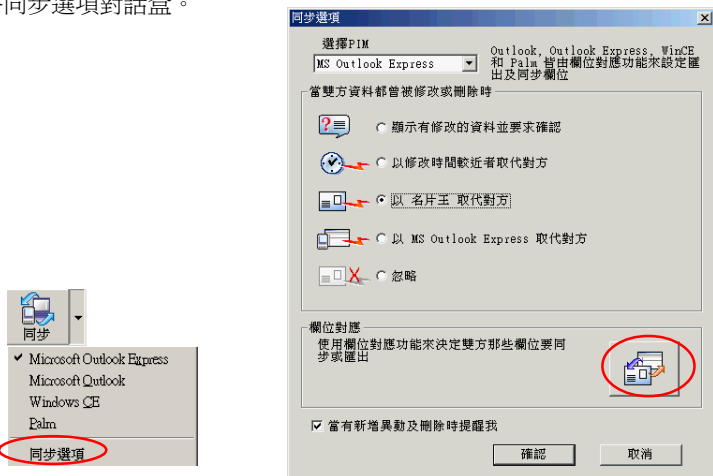 同步選項對話盒。
同步選項
選擇PIM
MS Outlook Express
Outlook, Outlook Express, WinCE
和 Palm 皆由欄位對應功能來設定匯
出及同步欄位
當雙方資料都曾被修改或刪除時
顯示有修改的資料並要求確認
以修改時間較近者取代對方
以 名片王 取代對方
以 MS Outlook Express 取代對方
忽略
欄位對應
使用欄位對應功能來決定雙方那些欄位要同
步或匯出
當有新增異動及刪除時提醒我
確認
取消
同步
Microsoft Outlook Express
Microsoft Outlook
Windows CE
Palm
同步選項